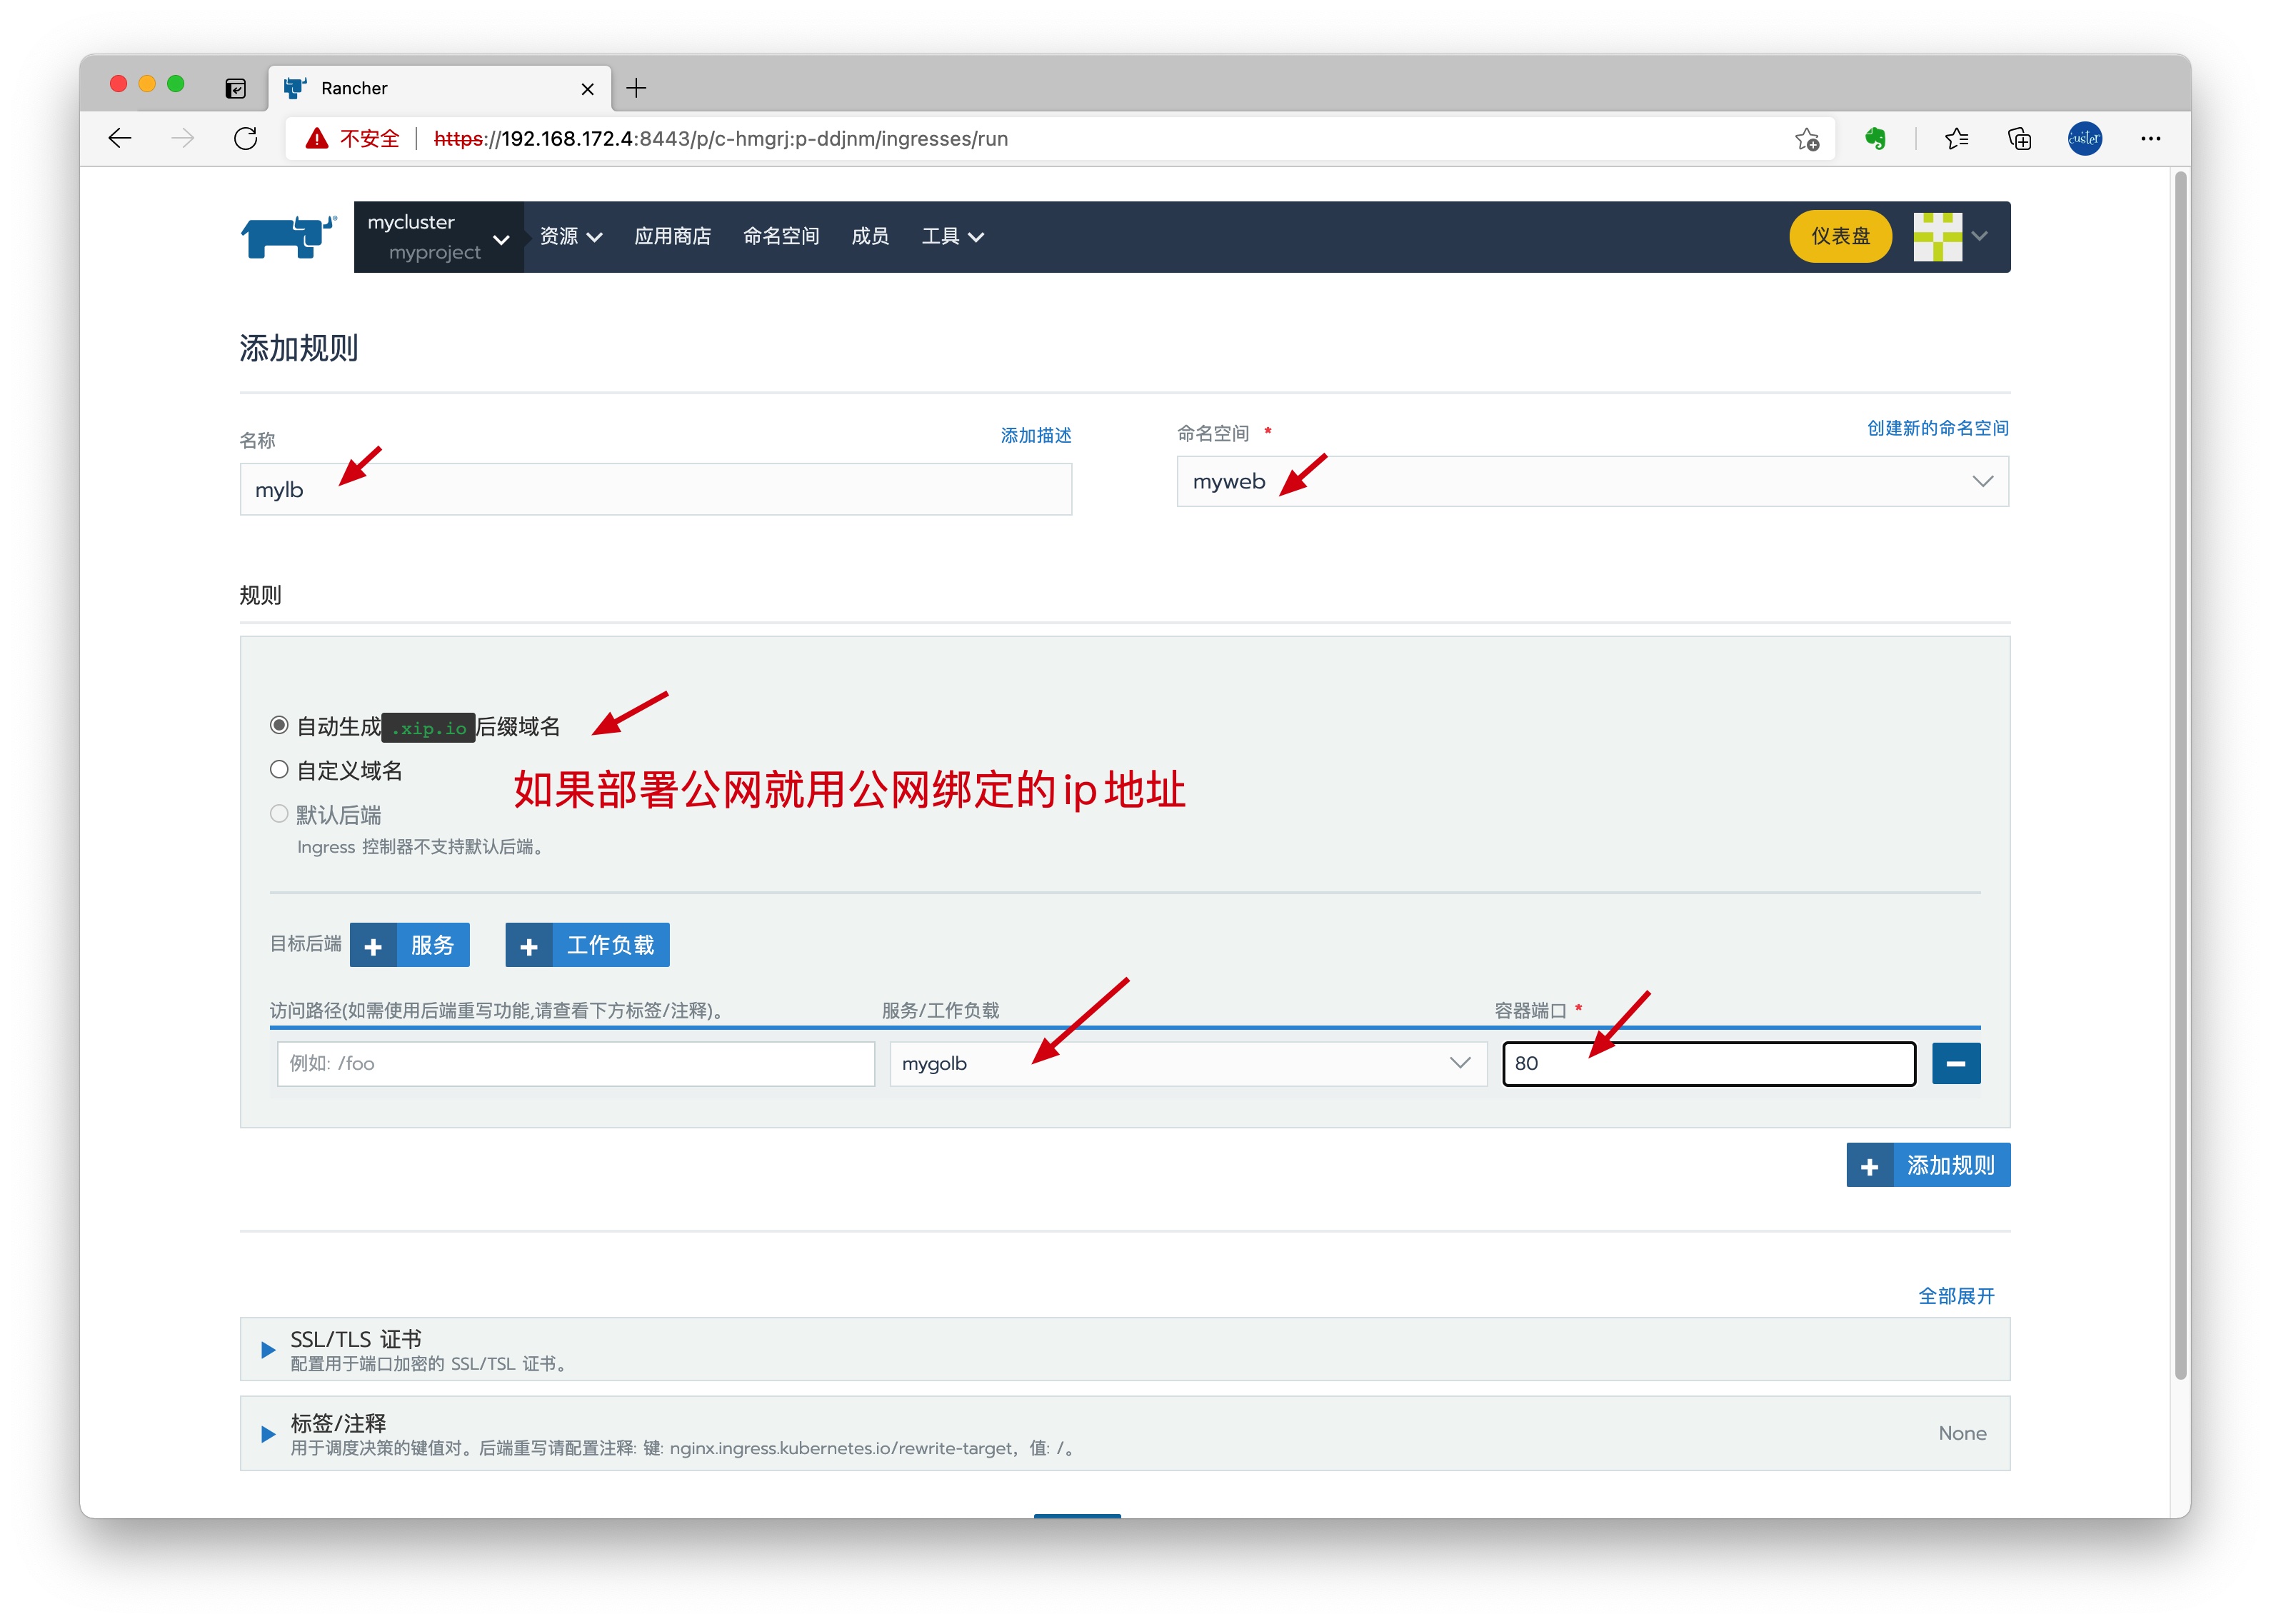 Rancher
不安全 https://192.168.172.4:8443/p/c-hmgrj:p-ddjnm/ingresses/run
custer
mycluster
myproject
资源 应用商店 命名空间 成员 工具 仪表盘
添加规则
名称 添加描述
mylb
命名空间 * 创建新的命名空间
myweb
规则
自动生成 .xip.io 后缀域名
自定义域名
如果部署公网就用公网绑定的ip地址
默认后端
Ingress 控制器不支持默认后端。
目标后端 + 服务 + 工作负载
访问路径(如需使用后端重写功能,请查看下方标签/注释)。 服务/工作负载 容器端口 *
例如: /foo mygolb 80
+ 添加规则
全部展开
SSL/TLS 证书
配置用于端口加密的 SSL/TSL 证书。
标签/注释
用于调度决策的键值对。后端重写请配置注释: 键: nginx.ingress.kubernetes.io/rewrite-target，值: /。
None